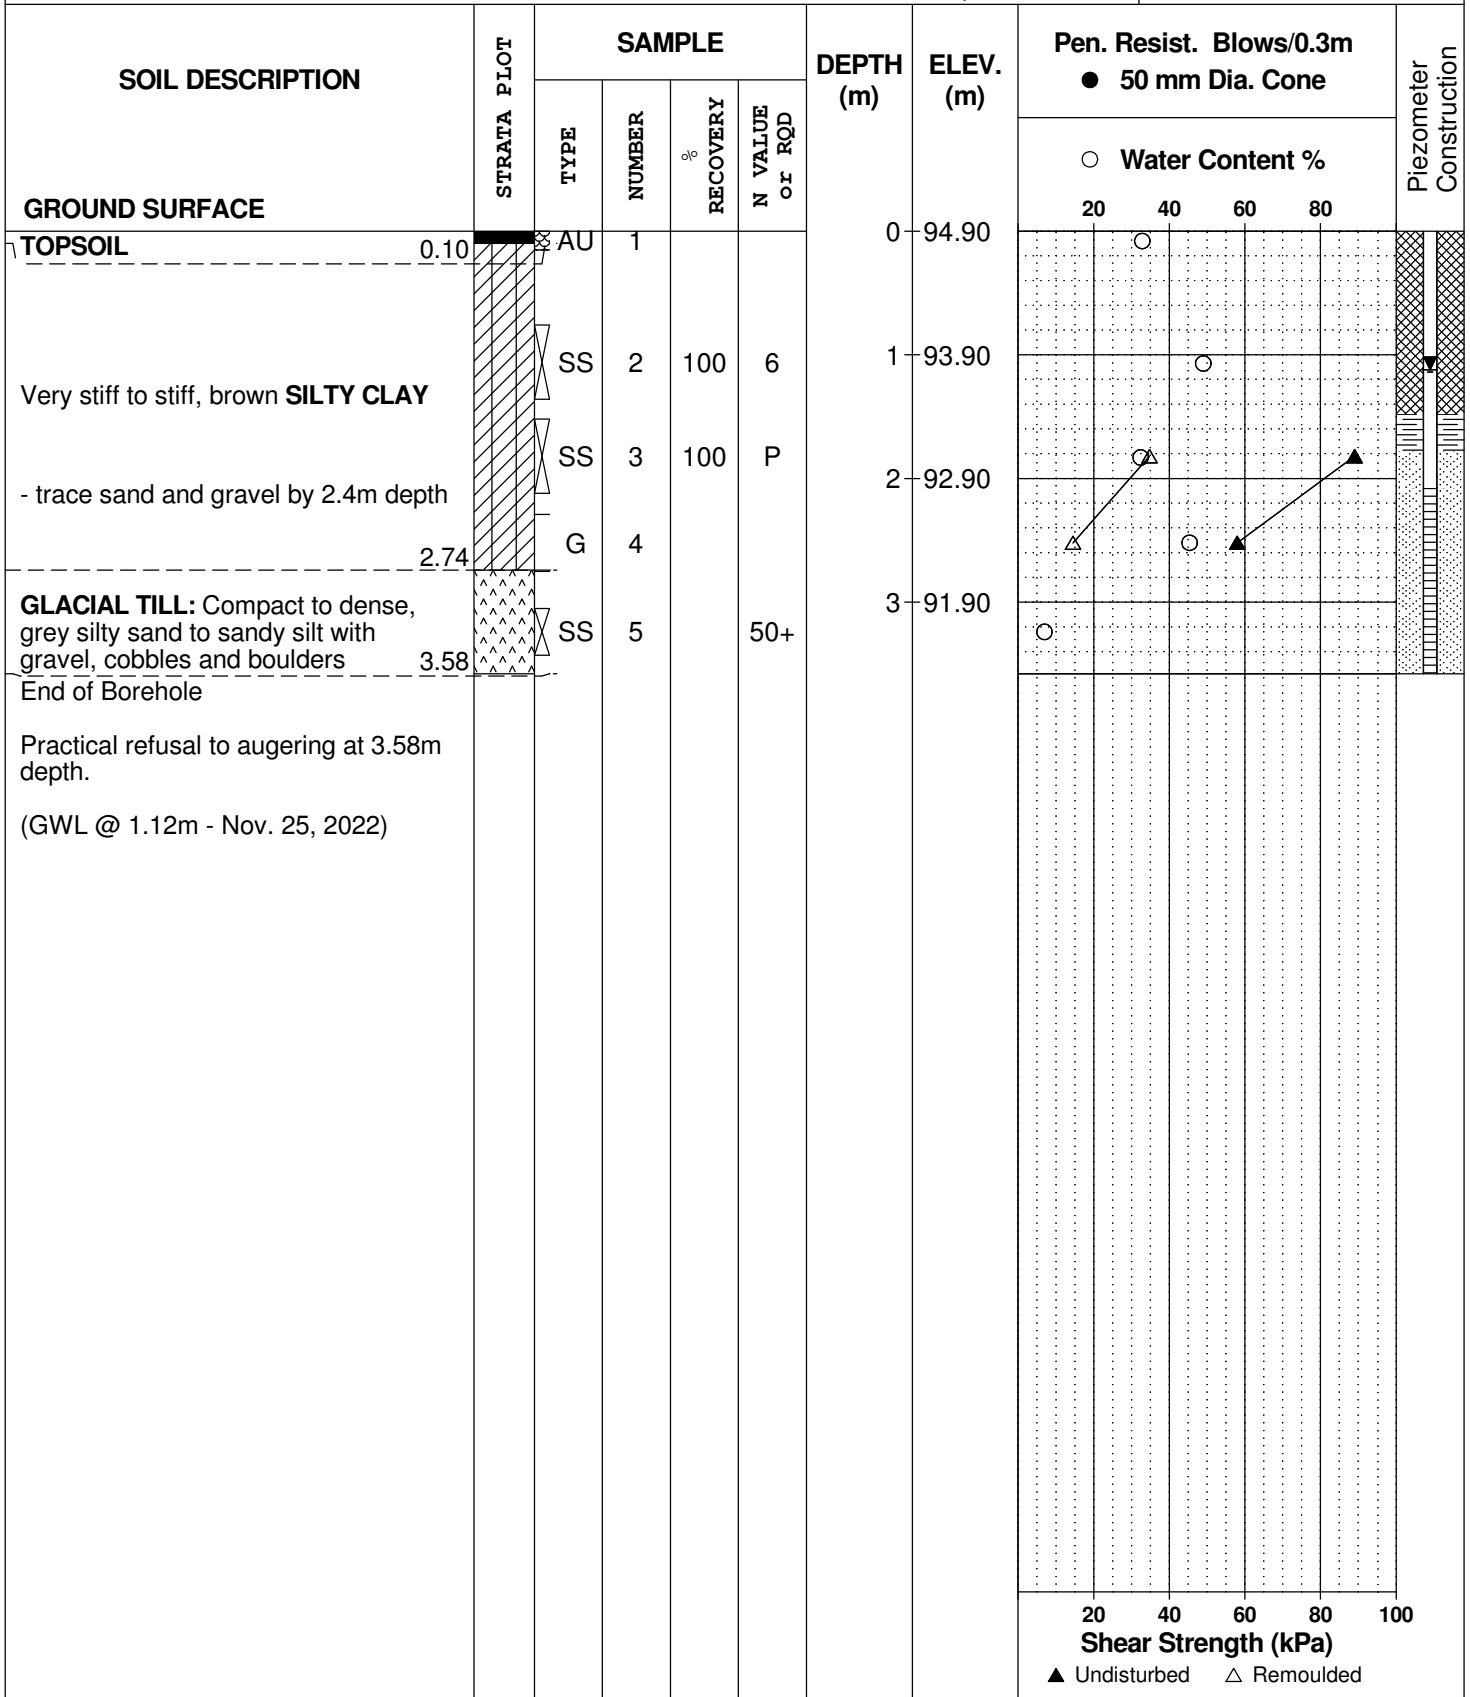 SOIL DESCRIPTION
GROUND SURFACE
STRATA PLOT
SAMPLE
TYPE
NUMBER
% RECOVERY
N VALUE or RQD
DEPTH (m)
ELEV. (m)
Pen. Resist. Blows/0.3m
● 50 mm Dia. Cone
○ Water Content %
20 40 60 80
Piezometer Construction
TOPSOIL 0.10
AU 1
0 94.90
SS 2 100 6
1 93.90
Very stiff to stiff, brown SILTY CLAY
SS 3 100 P
2 92.90
- trace sand and gravel by 2.4m depth
G 4
2.74
GLACIAL TILL: Compact to dense,
grey silty sand to sandy silt with
gravel, cobbles and boulders 3.58
3 91.90
SS 5 50+
End of Borehole
Practical refusal to augering at 3.58m
depth.
(GWL @ 1.12m - Nov. 25, 2022)
20 40 60 80 100
Shear Strength (kPa)
▲ Undisturbed △ Remoulded